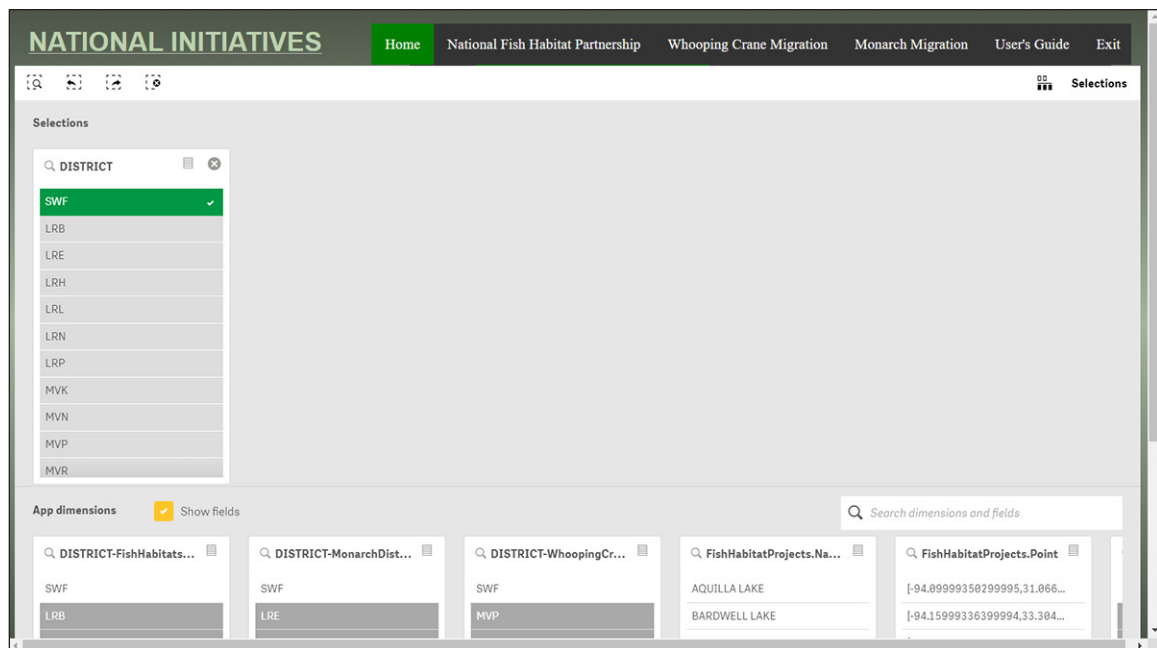 NATIONAL INITIATIVES
Home National Fish Habitat Partnership Whooping Crane Migration Monarch Migration User's Guide Exit
Selections
Selections
DISTRICT
SWF
LRB
LRE
LRH
LRL
LRN
LRP
MVK
MVN
MVP
MVR
App dimensions Show fields Search dimensions and fields
DISTRICT-FishHabitats... DISTRICT-MonarchDist... DISTRICT-WhoopingCr... FishHabitatProjects.Na... FishHabitatProjects.Point
SWF SWF SWF AQUILLA LAKE [-94.09999350299995,31.066...
LRB LRE MVP BARDWELL LAKE [-94.15999336399994,33.304...